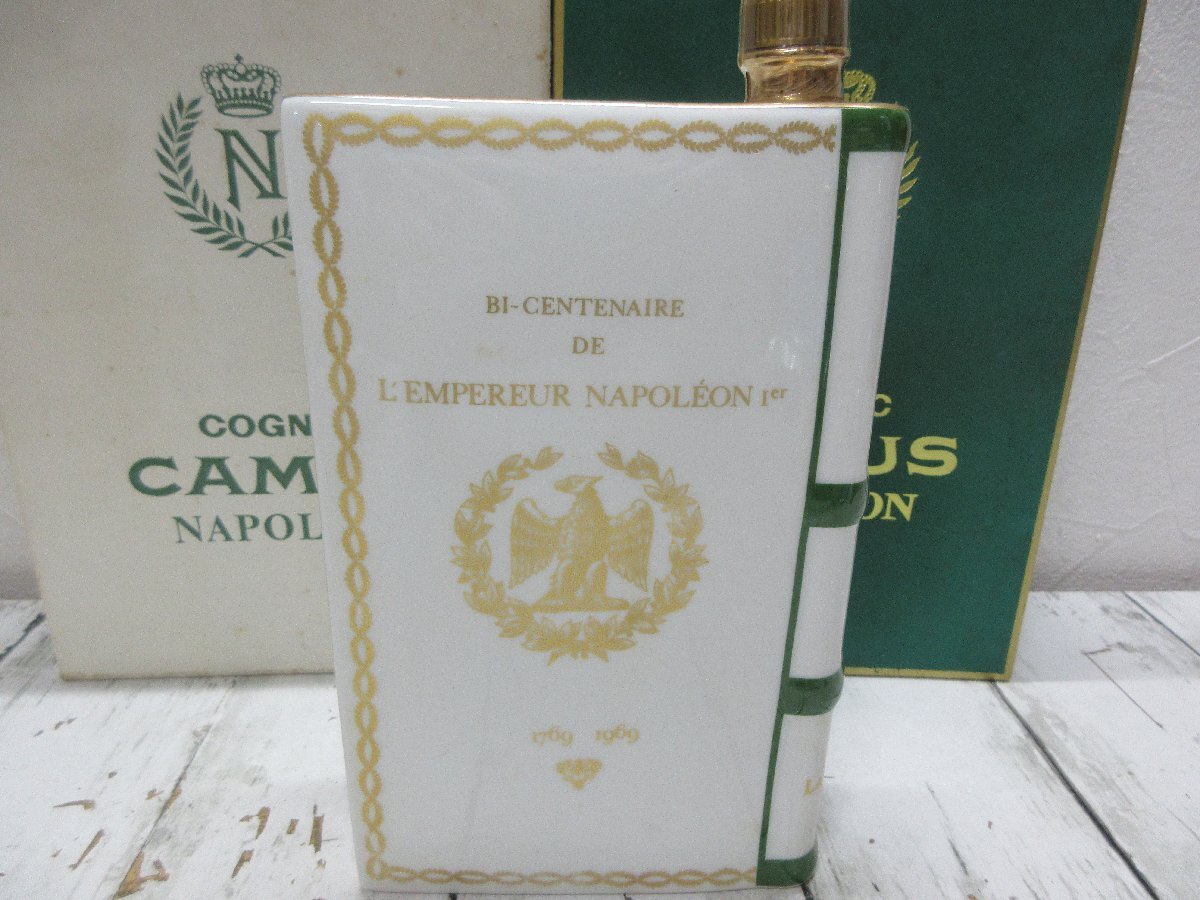 N
COGN
CAM
NAPOL
BI-CENTENAIRE
DE
L'EMPEREUR NAPOLÉON Ier
1769 1969
C
US
ON